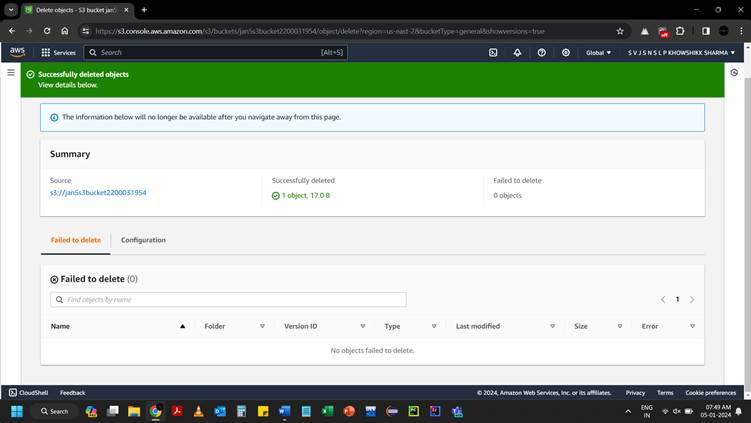 Delete objects - S3 bucket jan5s
https://s3.console.aws.amazon.com/s3/buckets/jan5s3bucket2200031954/object/delete?region=us-east-2&bucketType=general&showversions=true
aws Services Search [Alt+S] Global S V J S N S L P KHOWSHIKK SHARMA
Successfully deleted objects
View details below.
The information below will no longer be available after you navigate away from this page.
Summary
Source Successfully deleted Failed to delete
s3://jan5s3bucket2200031954 1 object, 17.0 B 0 objects
Failed to delete Configuration
Failed to delete (0)
Find objects by name 1
Name Folder Version ID Type Last modified Size Error
No objects failed to delete.
CloudShell Feedback © 2024, Amazon Web Services, Inc. or its affiliates. Privacy Terms Cookie preferences
Search ENG IN 07:49 AM 05-01-2024